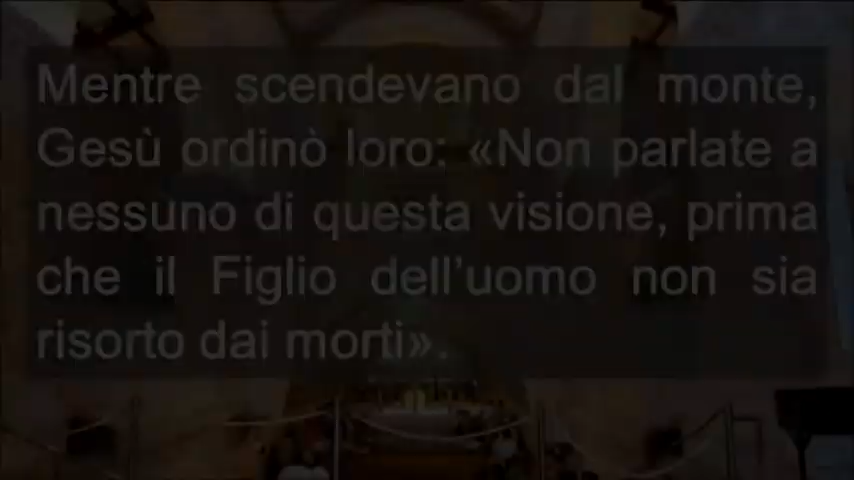 Mentre scendevano dal monte,
Gesù ordinò loro: «Non parlate a
nessuno di questa visione, prima
che il Figlio dell’uomo non sia
risorto dai morti».